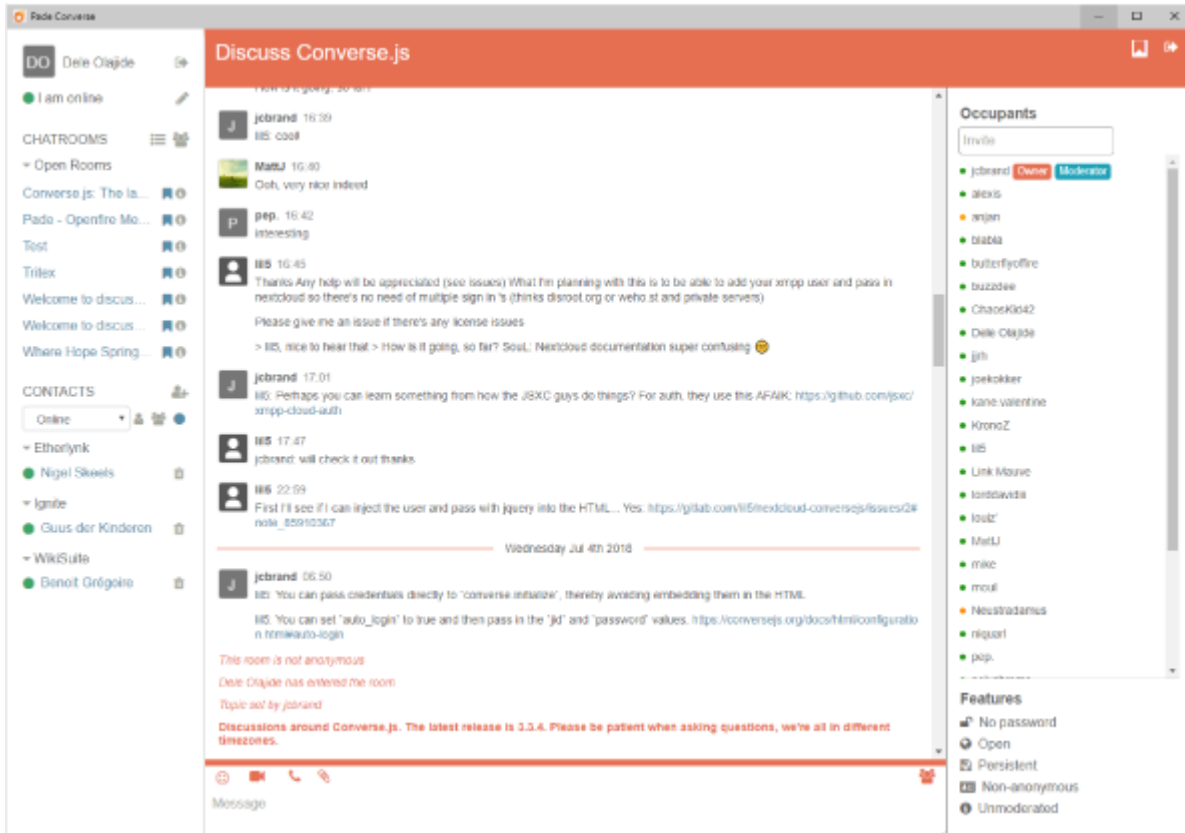 Pade Converse
DO Dele Olajide
I am online
CHATROOMS
Open Rooms
Converse.js: The la...
Pade - Openfire Me...
Test
Tritex
Welcome to discus...
Welcome to discus...
Where Hope Spring...
CONTACTS
Online
Etherlynk
Nigel Skeels
Ignite
Guus der Kinderen
WikiSuite
Benoit Grégoire
Discuss Converse.js
J jcbrand 16:39
lil5: cool!
MattJ 16:40
Ooh, very nice indeed
P pep. 16:42
interesting
lil5 16:45
Thanks Any help will be appreciated (see issues) What I'm planning with this is to be able to add your xmpp user and pass in
nextcloud so there's no need of multiple sign in 's (thinks disroot.org or weho.st and private servers)
Please give me an issue if there's any license issues
> lil5, nice to hear that > How is it going, so far? SouL: Nextcloud documentation super confusing
J jcbrand 17:01
lil5: Perhaps you can learn something from how the JSXC guys do things? For auth, they use this AFAIK: https://github.com/jsxc/
xmpp-cloud-auth
lil5 17:47
jcbrand: will check it out thanks
lil5 22:59
First I'll see if I can inject the user and pass with jquery into the HTML... Yes: https://gitlab.com/lil5/nextcloud-conversejs/issues/2#
note_85910367
Wednesday Jul 4th 2018
J jcbrand 06:50
lil5: You can pass credentials directly to `converse.initialize`, thereby avoiding embedding them in the HTML
lil5: You can set `auto_login` to true and then pass in the `jid` and `password` values. https://conversejs.org/docs/html/configuratio
n.html#auto-login
This room is not anonymous
Dele Olajide has entered the room
Topic set by jcbrand
Discussions around Converse.js. The latest release is 3.3.4. Please be patient when asking questions, we're all in different
timezones.
Message
Occupants
Invite
jcbrand Owner Moderator
alexis
anjan
blabla
butterflyoffire
buzzdee
ChaosKid42
Dele Olajide
jjrh
joekokker
kane.valentine
KronoZ
lil5
Link Mauve
lorddavidiii
louiz'
MattJ
mike
moul
Neustradamus
niquarl
pep.
Features
No password
Open
Persistent
Non-anonymous
Unmoderated